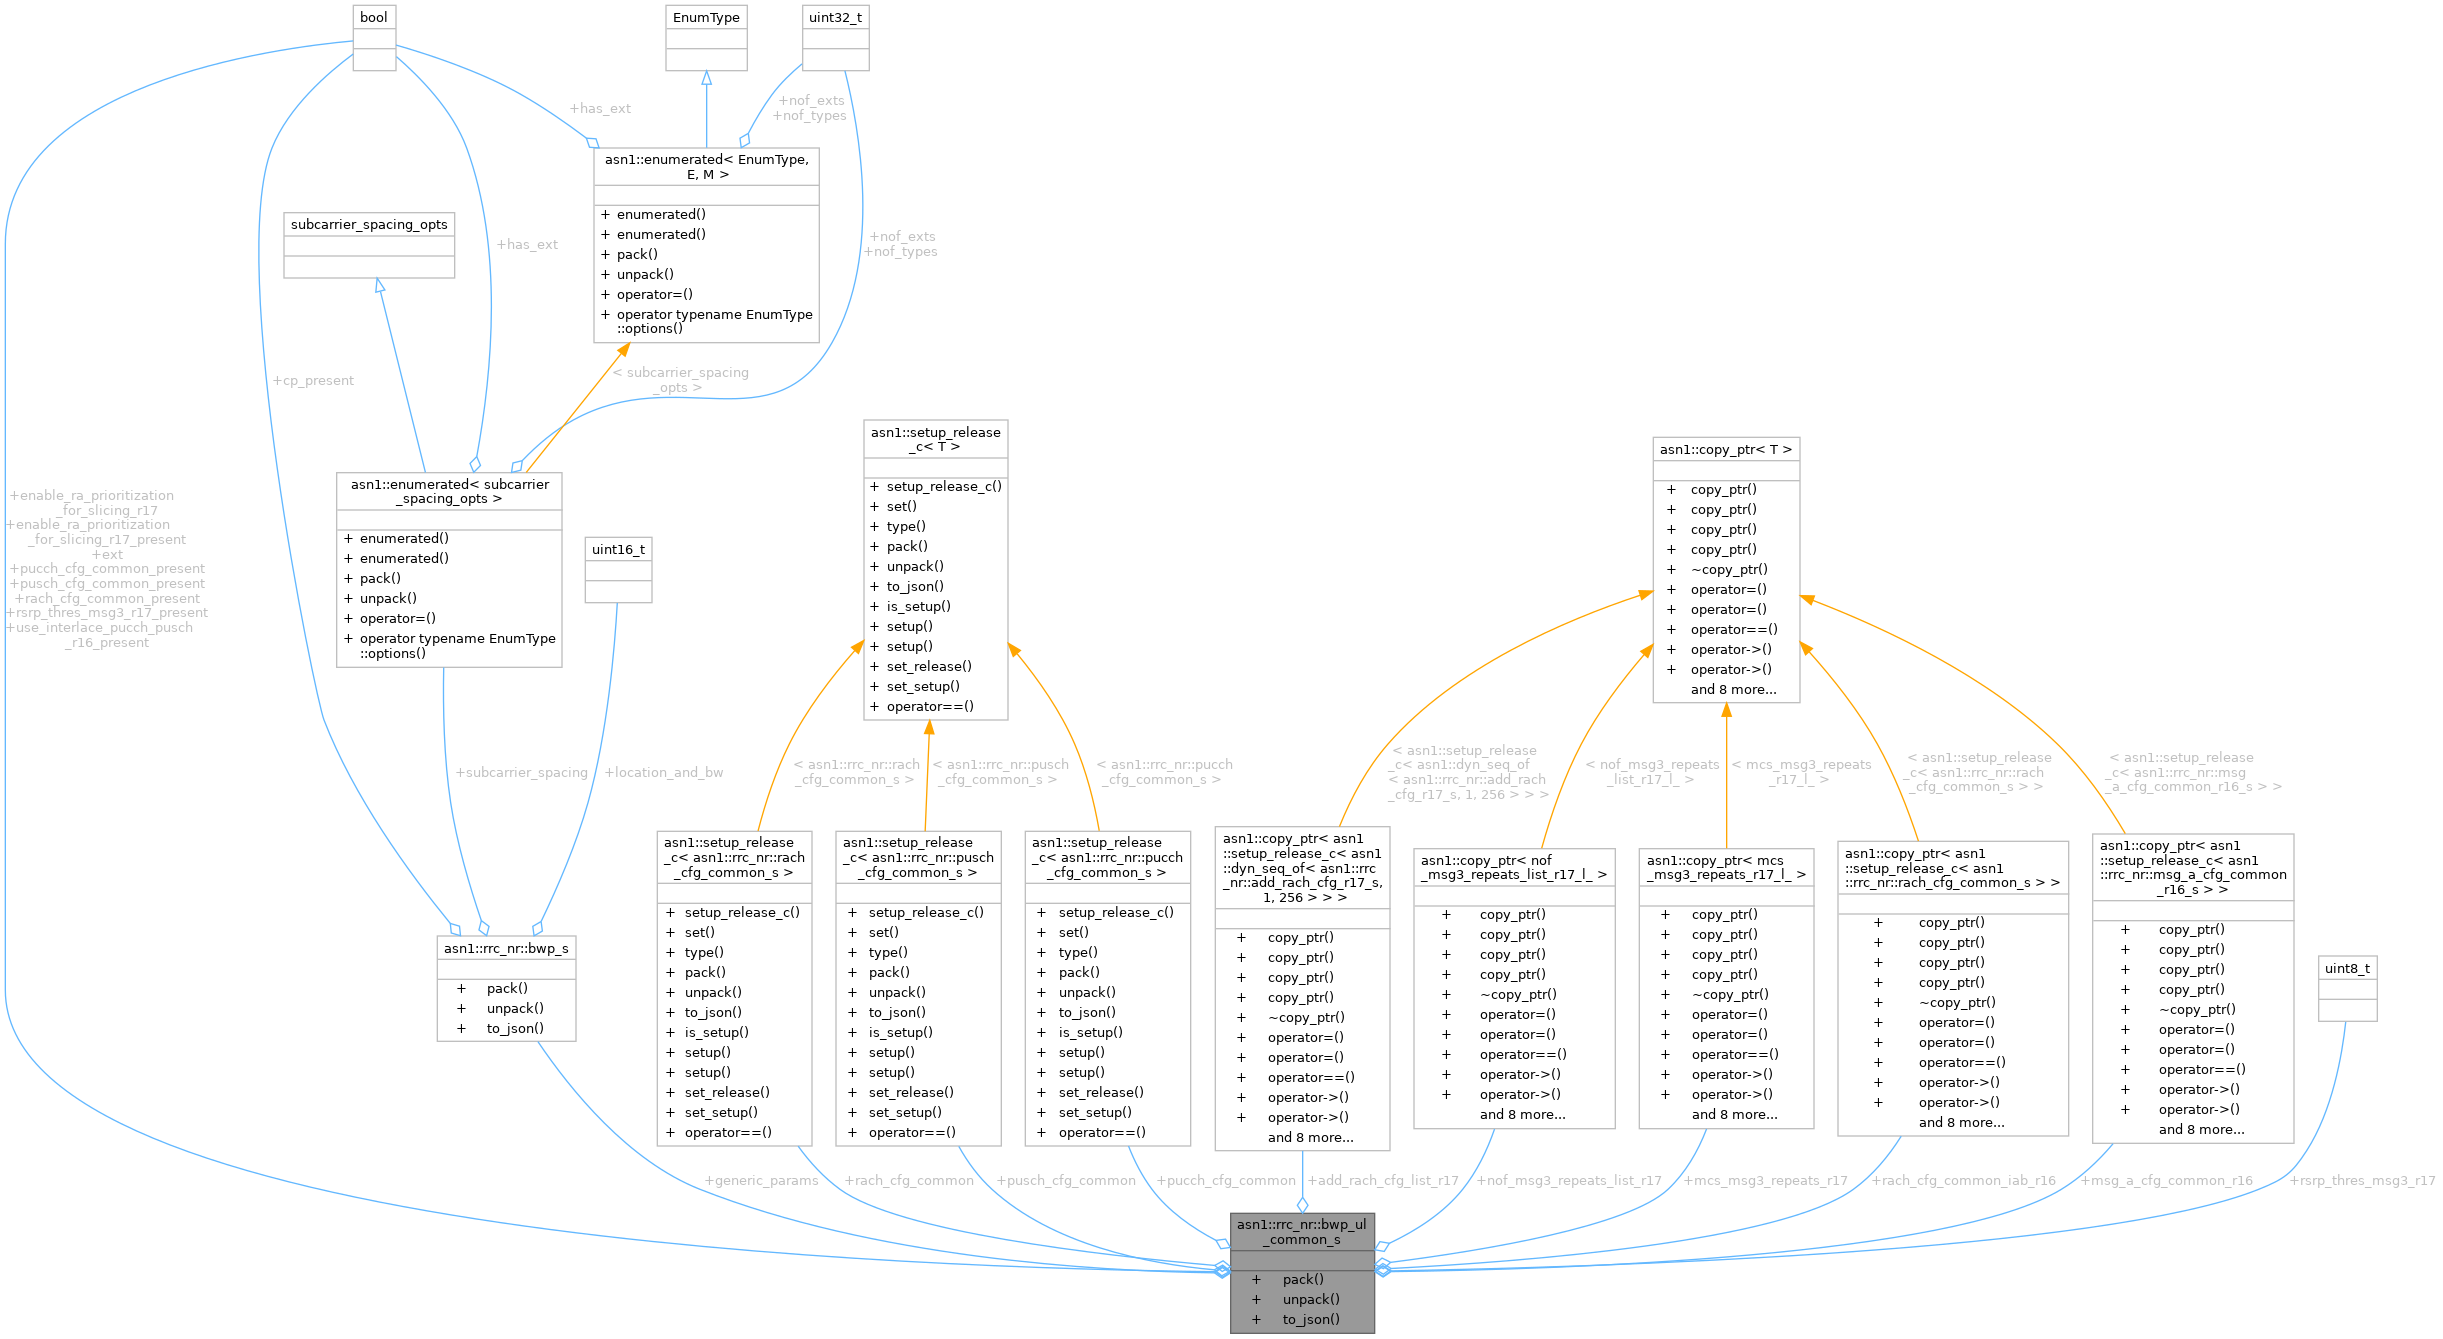 bool
EnumType
uint32_t
+has_ext
+nof_exts
+nof_types
asn1::enumerated< EnumType,
E, M >
+ enumerated()
+ enumerated()
+ pack()
+ unpack()
+ operator=()
+ operator typename EnumType
::options()
subcarrier_spacing_opts
+has_ext
+nof_exts
+nof_types
+cp_present
< subcarrier_spacing
_opts >
asn1::enumerated< subcarrier
_spacing_opts >
+ enumerated()
+ enumerated()
+ pack()
+ unpack()
+ operator=()
+ operator typename EnumType
::options()
uint16_t
+enable_ra_prioritization
_for_slicing_r17
+enable_ra_prioritization
_for_slicing_r17_present
+ext
+pucch_cfg_common_present
+pusch_cfg_common_present
+rach_cfg_common_present
+rsrp_thres_msg3_r17_present
+use_interlace_pucch_pusch
_r16_present
asn1::setup_release
_c< T >
+ setup_release_c()
+ set()
+ type()
+ pack()
+ unpack()
+ to_json()
+ is_setup()
+ setup()
+ setup()
+ set_release()
+ set_setup()
+ operator==()
asn1::copy_ptr< T >
+ copy_ptr()
+ copy_ptr()
+ copy_ptr()
+ copy_ptr()
+ ~copy_ptr()
+ operator=()
+ operator=()
+ operator==()
+ operator->()
+ operator->()
and 8 more...
+subcarrier_spacing
+location_and_bw
< asn1::rrc_nr::rach
_cfg_common_s >
< asn1::rrc_nr::pusch
_cfg_common_s >
< asn1::rrc_nr::pucch
_cfg_common_s >
< asn1::setup_release
_c< asn1::dyn_seq_of
< asn1::rrc_nr::add_rach
_cfg_r17_s, 1, 256 > > >
< nof_msg3_repeats
_list_r17_l_ >
< mcs_msg3_repeats
_r17_l_ >
< asn1::setup_release
_c< asn1::rrc_nr::rach
_cfg_common_s > >
< asn1::setup_release
_c< asn1::rrc_nr::msg
_a_cfg_common_r16_s > >
asn1::rrc_nr::bwp_s
+ pack()
+ unpack()
+ to_json()
asn1::setup_release
_c< asn1::rrc_nr::rach
_cfg_common_s >
+ setup_release_c()
+ set()
+ type()
+ pack()
+ unpack()
+ to_json()
+ is_setup()
+ setup()
+ setup()
+ set_release()
+ set_setup()
+ operator==()
asn1::setup_release
_c< asn1::rrc_nr::pusch
_cfg_common_s >
+ setup_release_c()
+ set()
+ type()
+ pack()
+ unpack()
+ to_json()
+ is_setup()
+ setup()
+ setup()
+ set_release()
+ set_setup()
+ operator==()
asn1::setup_release
_c< asn1::rrc_nr::pucch
_cfg_common_s >
+ setup_release_c()
+ set()
+ type()
+ pack()
+ unpack()
+ to_json()
+ is_setup()
+ setup()
+ setup()
+ set_release()
+ set_setup()
+ operator==()
asn1::copy_ptr< asn1
::setup_release_c< asn1
::dyn_seq_of< asn1::rrc
_nr::add_rach_cfg_r17_s,
1, 256 > > >
+ copy_ptr()
+ copy_ptr()
+ copy_ptr()
+ copy_ptr()
+ ~copy_ptr()
+ operator=()
+ operator=()
+ operator==()
+ operator->()
+ operator->()
and 8 more...
asn1::copy_ptr< nof
_msg3_repeats_list_r17_l_ >
+ copy_ptr()
+ copy_ptr()
+ copy_ptr()
+ copy_ptr()
+ ~copy_ptr()
+ operator=()
+ operator=()
+ operator==()
+ operator->()
+ operator->()
and 8 more...
asn1::copy_ptr< mcs
_msg3_repeats_r17_l_ >
+ copy_ptr()
+ copy_ptr()
+ copy_ptr()
+ copy_ptr()
+ ~copy_ptr()
+ operator=()
+ operator=()
+ operator==()
+ operator->()
+ operator->()
and 8 more...
asn1::copy_ptr< asn1
::setup_release_c< asn1
::rrc_nr::rach_cfg_common_s > >
+ copy_ptr()
+ copy_ptr()
+ copy_ptr()
+ copy_ptr()
+ ~copy_ptr()
+ operator=()
+ operator=()
+ operator==()
+ operator->()
+ operator->()
and 8 more...
asn1::copy_ptr< asn1
::setup_release_c< asn1
::rrc_nr::msg_a_cfg_common
_r16_s > >
+ copy_ptr()
+ copy_ptr()
+ copy_ptr()
+ copy_ptr()
+ ~copy_ptr()
+ operator=()
+ operator=()
+ operator==()
+ operator->()
+ operator->()
and 8 more...
uint8_t
+generic_params
+rach_cfg_common
+pusch_cfg_common
+pucch_cfg_common
+add_rach_cfg_list_r17
+nof_msg3_repeats_list_r17
+mcs_msg3_repeats_r17
+rach_cfg_common_iab_r16
+msg_a_cfg_common_r16
+rsrp_thres_msg3_r17
asn1::rrc_nr::bwp_ul
_common_s
+ pack()
+ unpack()
+ to_json()